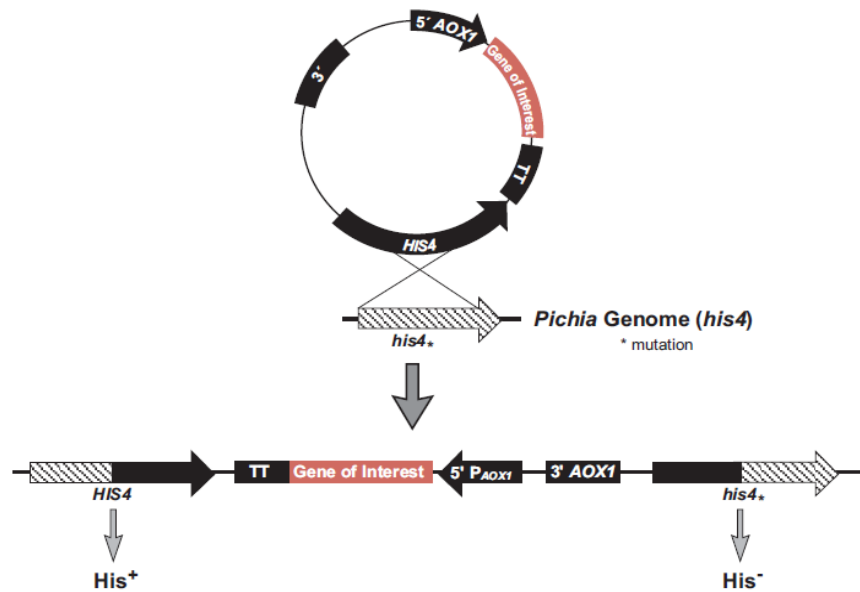 5´ AOX1
Gene of Interest
3´
TT
HIS4
his4*
Pichia Genome (his4)
* mutation
TT
Gene of Interest
5' PAOX1
3' AOX1
HIS4
his4*
His+
His-